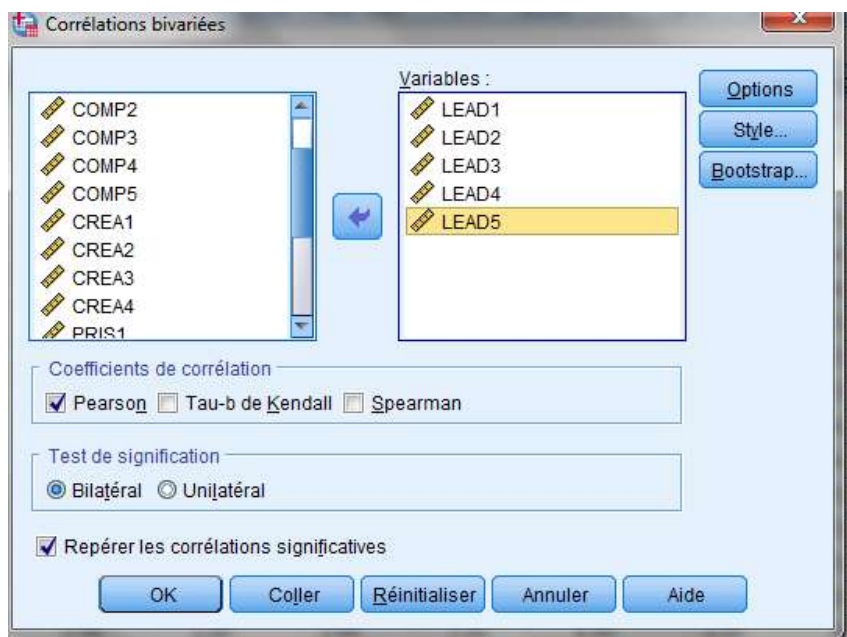 Corrélations bivariées
Variables :
COMP2
COMP3
COMP4
COMP5
CREA1
CREA2
CREA3
CREA4
PRIS1
LEAD1
LEAD2
LEAD3
LEAD4
LEAD5
Options
Style...
Bootstrap...
Coefficients de corrélation
Pearson Tau-b de Kendall Spearman
Test de signification
Bilatéral Unilatéral
Repérer les corrélations significatives
OK Coller Réinitialiser Annuler Aide